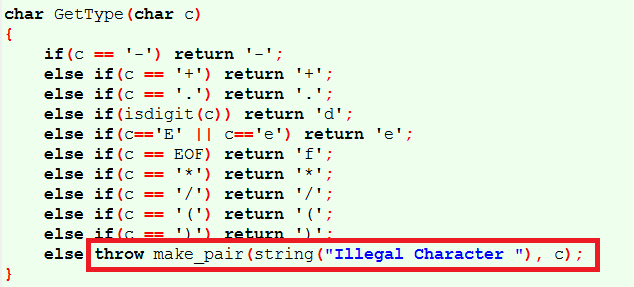 char GetType(char c)
{
    if(c == '-') return '-';
    else if(c == '+') return '+';
    else if(c == '.') return '.';
    else if(isdigit(c)) return 'd';
    else if(c=='E' || c=='e') return 'e';
    else if(c == EOF) return 'f';
    else if(c == '*') return '*';
    else if(c == '/') return '/';
    else if(c == '(') return '(';
    else if(c == ')') return ')';
    else throw make_pair(string("Illegal Character "), c);
}